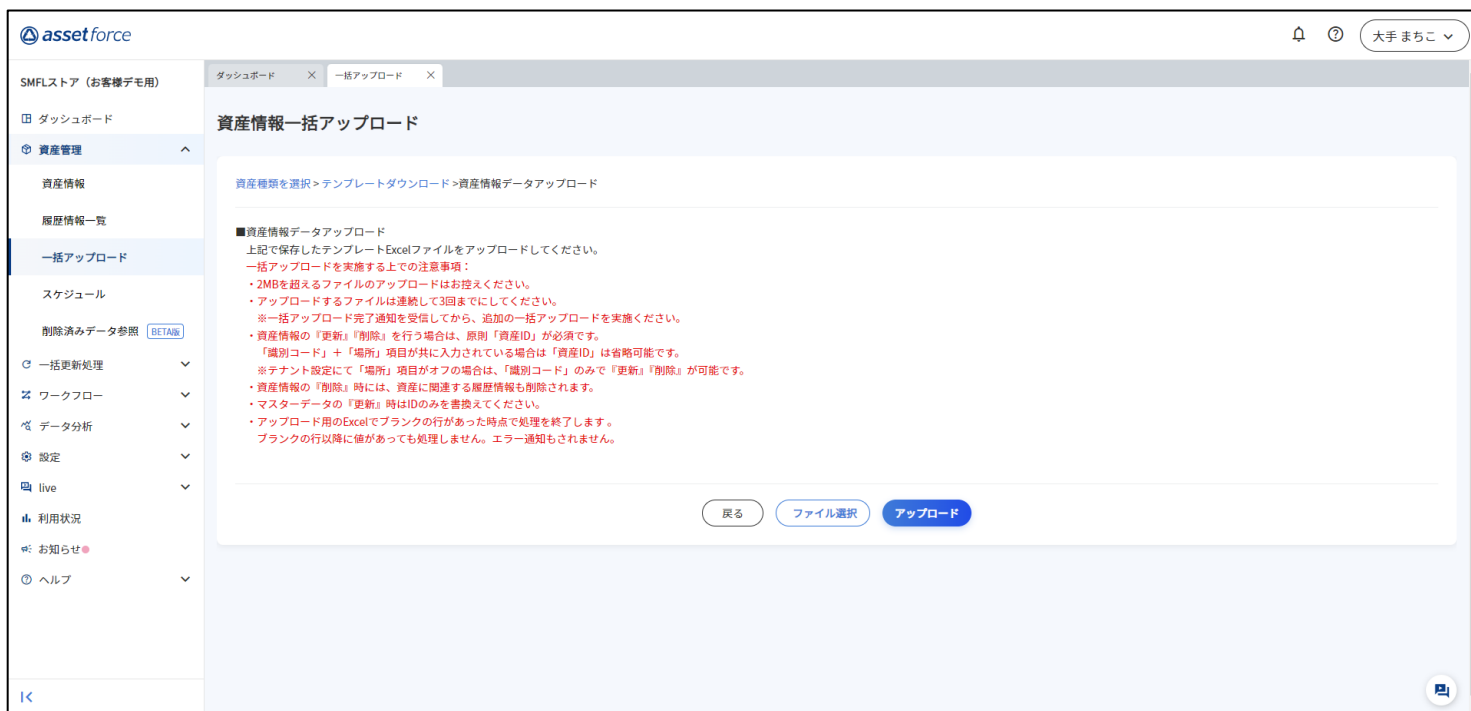 assetforce
大手 まちこ
SMFLストア（お客様デモ用）
ダッシュボード
資産管理
資産情報
履歴情報一覧
一括アップロード
スケジュール
削除済みデータ参照 BETA版
一括更新処理
ワークフロー
データ分析
設定
live
利用状況
お知らせ
ヘルプ
ダッシュボード 一括アップロード
資産情報一括アップロード
資産種類を選択 > テンプレートダウンロード >資産情報データアップロード
■資産情報データアップロード
上記で保存したテンプレートExcelファイルをアップロードしてください。
一括アップロードを実施する上での注意事項：
・2MBを超えるファイルのアップロードはお控えください。
・アップロードするファイルは連続して3回までにしてください。
※一括アップロード完了通知を受信してから、追加の一括アップロードを実施ください。
・資産情報の『更新』『削除』を行う場合は、原則「資産ID」が必須です。
「識別コード」＋「場所」項目が共に入力されている場合は「資産ID」は省略可能です。
※テナント設定にて「場所」項目がオフの場合は、「識別コード」のみで『更新』『削除』が可能です。
・資産情報の『削除』時には、資産に関連する履歴情報も削除されます。
・マスターデータの『更新』時はIDのみを書換えてください。
・アップロード用のExcelでブランクの行があった時点で処理を終了します。
ブランクの行以降に値があっても処理しません。エラー通知もされません。
戻る ファイル選択 アップロード